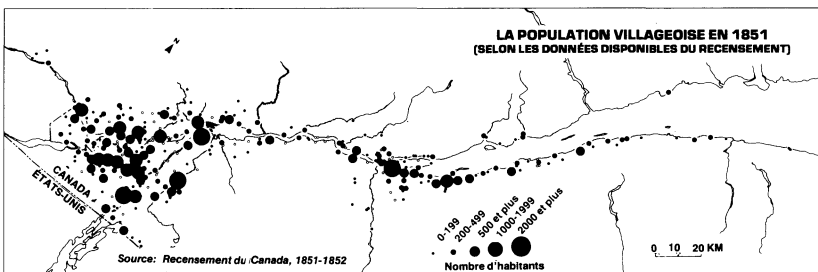 LA POPULATION VILLAGEOISE EN 1851
(SELON LES DONNÉES DISPONIBLES DU RECENSEMENT)
N
CANADA
ÉTATS-UNIS
0-199
200-499
500 et plus
1000-1999
2000 et plus
Nombre d'habitants
0 10 20 KM
Source: Recensement du Canada, 1851-1852